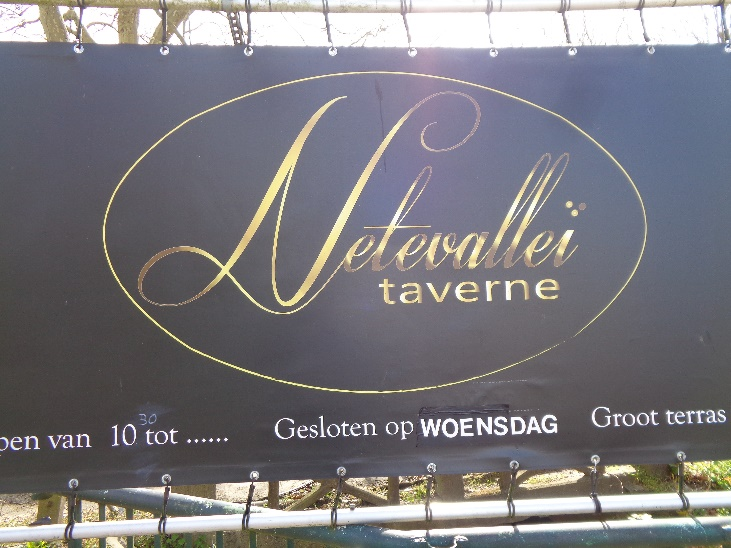 Netevallei
taverne
pen van 10 30 tot ...... Gesloten op WOENSDAG Groot terras